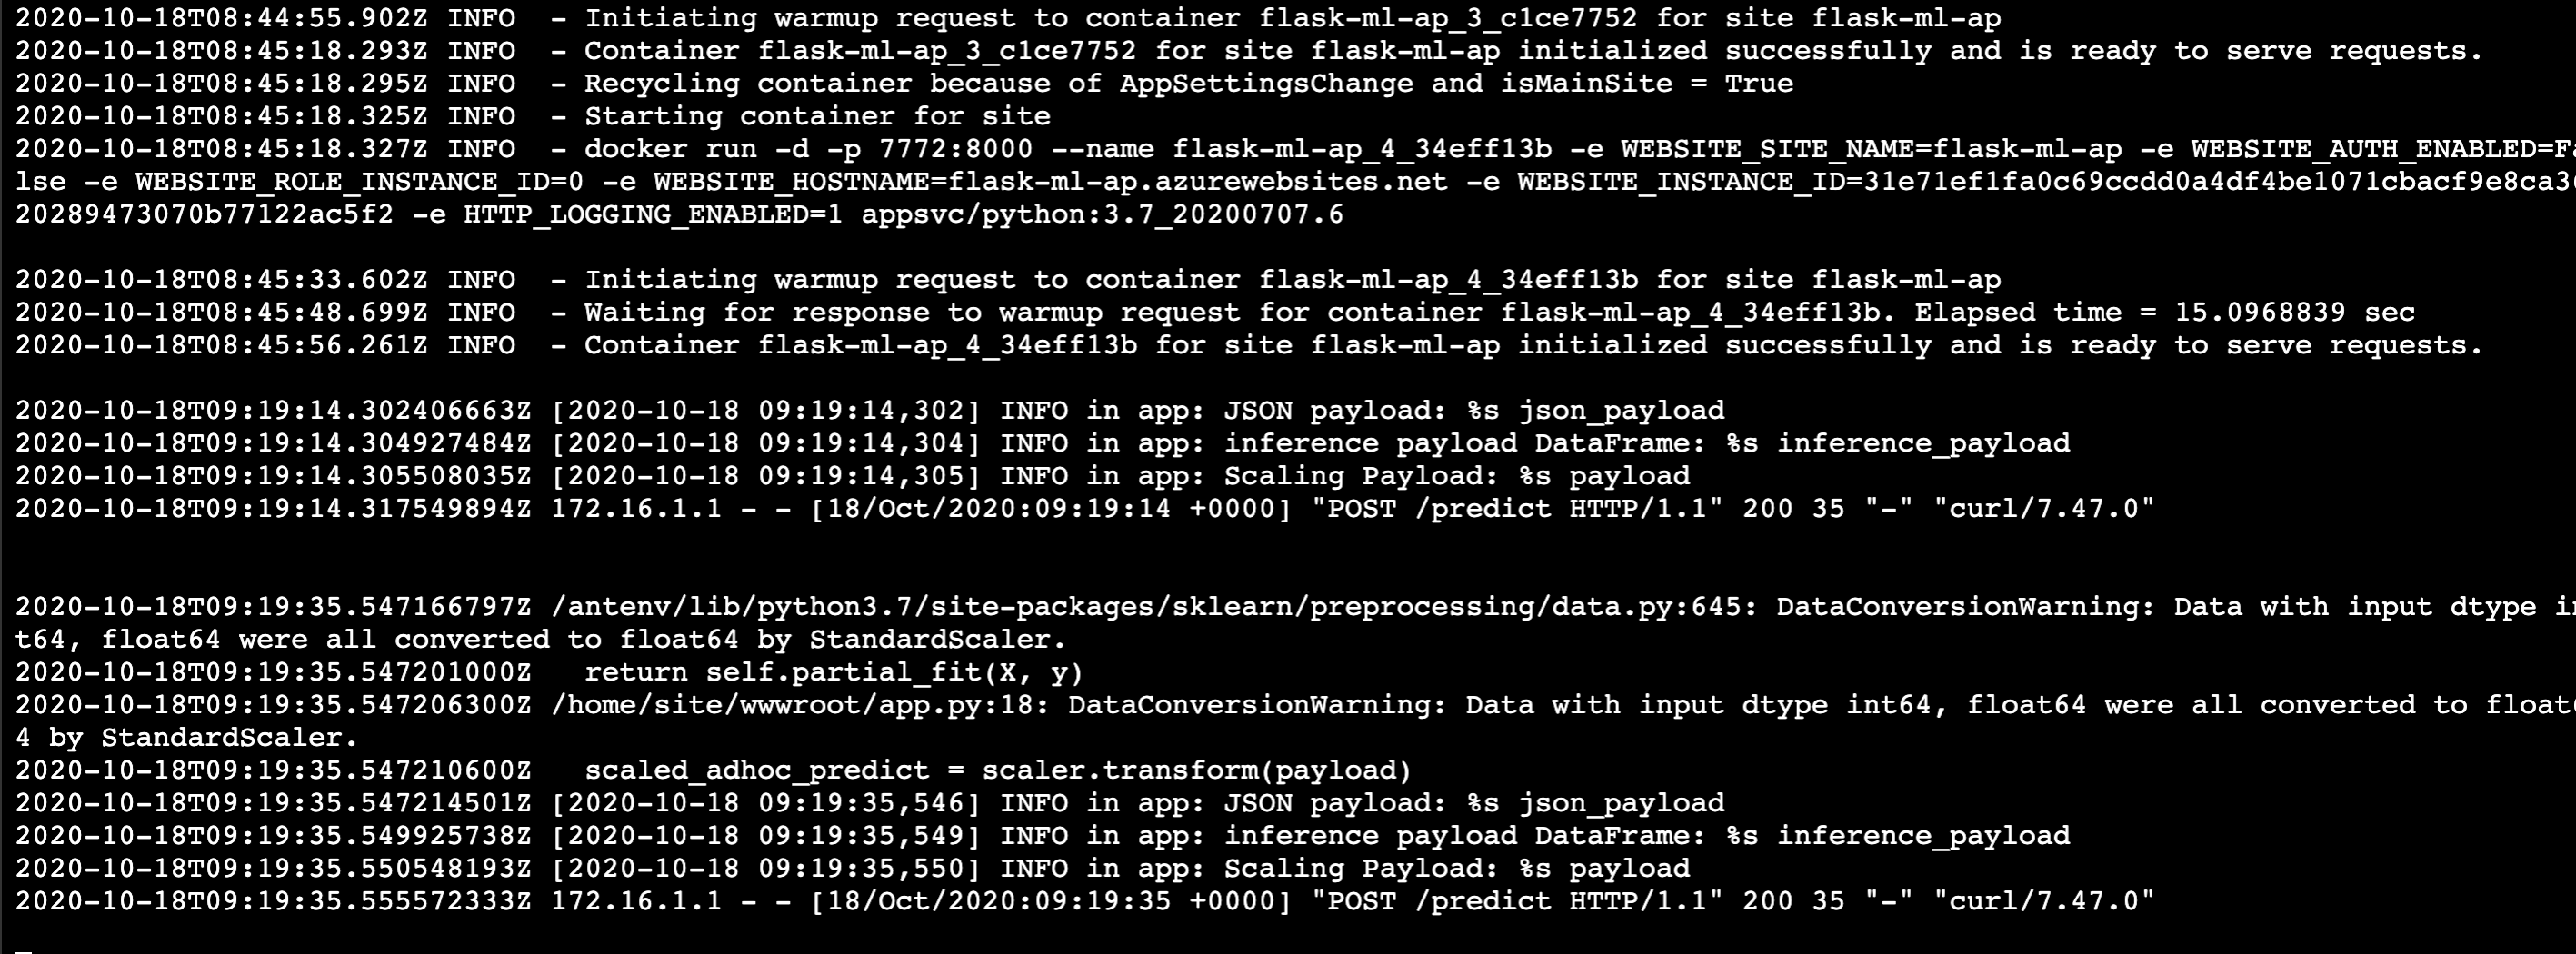 2020-10-18T08:44:55.902Z INFO  - Initiating warmup request to container flask-ml-ap_3_c1ce7752 for site flask-ml-ap
2020-10-18T08:45:18.293Z INFO  - Container flask-ml-ap_3_c1ce7752 for site flask-ml-ap initialized successfully and is ready to serve requests.
2020-10-18T08:45:18.295Z INFO  - Recycling container because of AppSettingsChange and isMainSite = True
2020-10-18T08:45:18.325Z INFO  - Starting container for site
2020-10-18T08:45:18.327Z INFO  - docker run -d -p 7772:8000 --name flask-ml-ap_4_34eff13b -e WEBSITE_SITE_NAME=flask-ml-ap -e WEBSITE_AUTH_ENABLED=Fa
lse -e WEBSITE_ROLE_INSTANCE_ID=0 -e WEBSITE_HOSTNAME=flask-ml-ap.azurewebsites.net -e WEBSITE_INSTANCE_ID=31e71ef1fa0c69ccdd0a4df4be1071cbacf9e8ca36
20289473070b77122ac5f2 -e HTTP_LOGGING_ENABLED=1 appsvc/python:3.7_20200707.6
2020-10-18T08:45:33.602Z INFO  - Initiating warmup request to container flask-ml-ap_4_34eff13b for site flask-ml-ap
2020-10-18T08:45:48.699Z INFO  - Waiting for response to warmup request for container flask-ml-ap_4_34eff13b. Elapsed time = 15.0968839 sec
2020-10-18T08:45:56.261Z INFO  - Container flask-ml-ap_4_34eff13b for site flask-ml-ap initialized successfully and is ready to serve requests.
2020-10-18T09:19:14.302406663Z [2020-10-18 09:19:14,302] INFO in app: JSON payload: %s json_payload
2020-10-18T09:19:14.304927484Z [2020-10-18 09:19:14,304] INFO in app: inference payload DataFrame: %s inference_payload
2020-10-18T09:19:14.305508035Z [2020-10-18 09:19:14,305] INFO in app: Scaling Payload: %s payload
2020-10-18T09:19:14.317549894Z 172.16.1.1 - - [18/Oct/2020:09:19:14 +0000] "POST /predict HTTP/1.1" 200 35 "-" "curl/7.47.0"
2020-10-18T09:19:35.547166797Z /antenv/lib/python3.7/site-packages/sklearn/preprocessing/data.py:645: DataConversionWarning: Data with input dtype in
t64, float64 were all converted to float64 by StandardScaler.
2020-10-18T09:19:35.547201000Z   return self.partial_fit(X, y)
2020-10-18T09:19:35.547206300Z /home/site/wwwroot/app.py:18: DataConversionWarning: Data with input dtype int64, float64 were all converted to float6
4 by StandardScaler.
2020-10-18T09:19:35.547210600Z   scaled_adhoc_predict = scaler.transform(payload)
2020-10-18T09:19:35.547214501Z [2020-10-18 09:19:35,546] INFO in app: JSON payload: %s json_payload
2020-10-18T09:19:35.549925738Z [2020-10-18 09:19:35,549] INFO in app: inference payload DataFrame: %s inference_payload
2020-10-18T09:19:35.550548193Z [2020-10-18 09:19:35,550] INFO in app: Scaling Payload: %s payload
2020-10-18T09:19:35.555572333Z 172.16.1.1 - - [18/Oct/2020:09:19:35 +0000] "POST /predict HTTP/1.1" 200 35 "-" "curl/7.47.0"